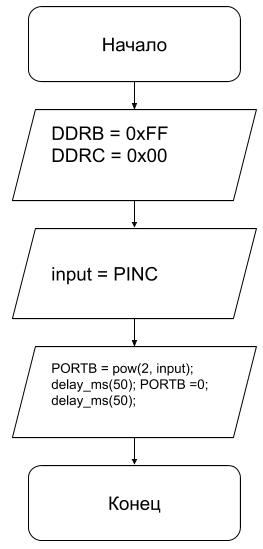 Начало
DDRB = 0xFF
DDRC = 0x00
input = PINC
PORTB = pow(2, input);
delay_ms(50); PORTB =0;
delay_ms(50);
Конец